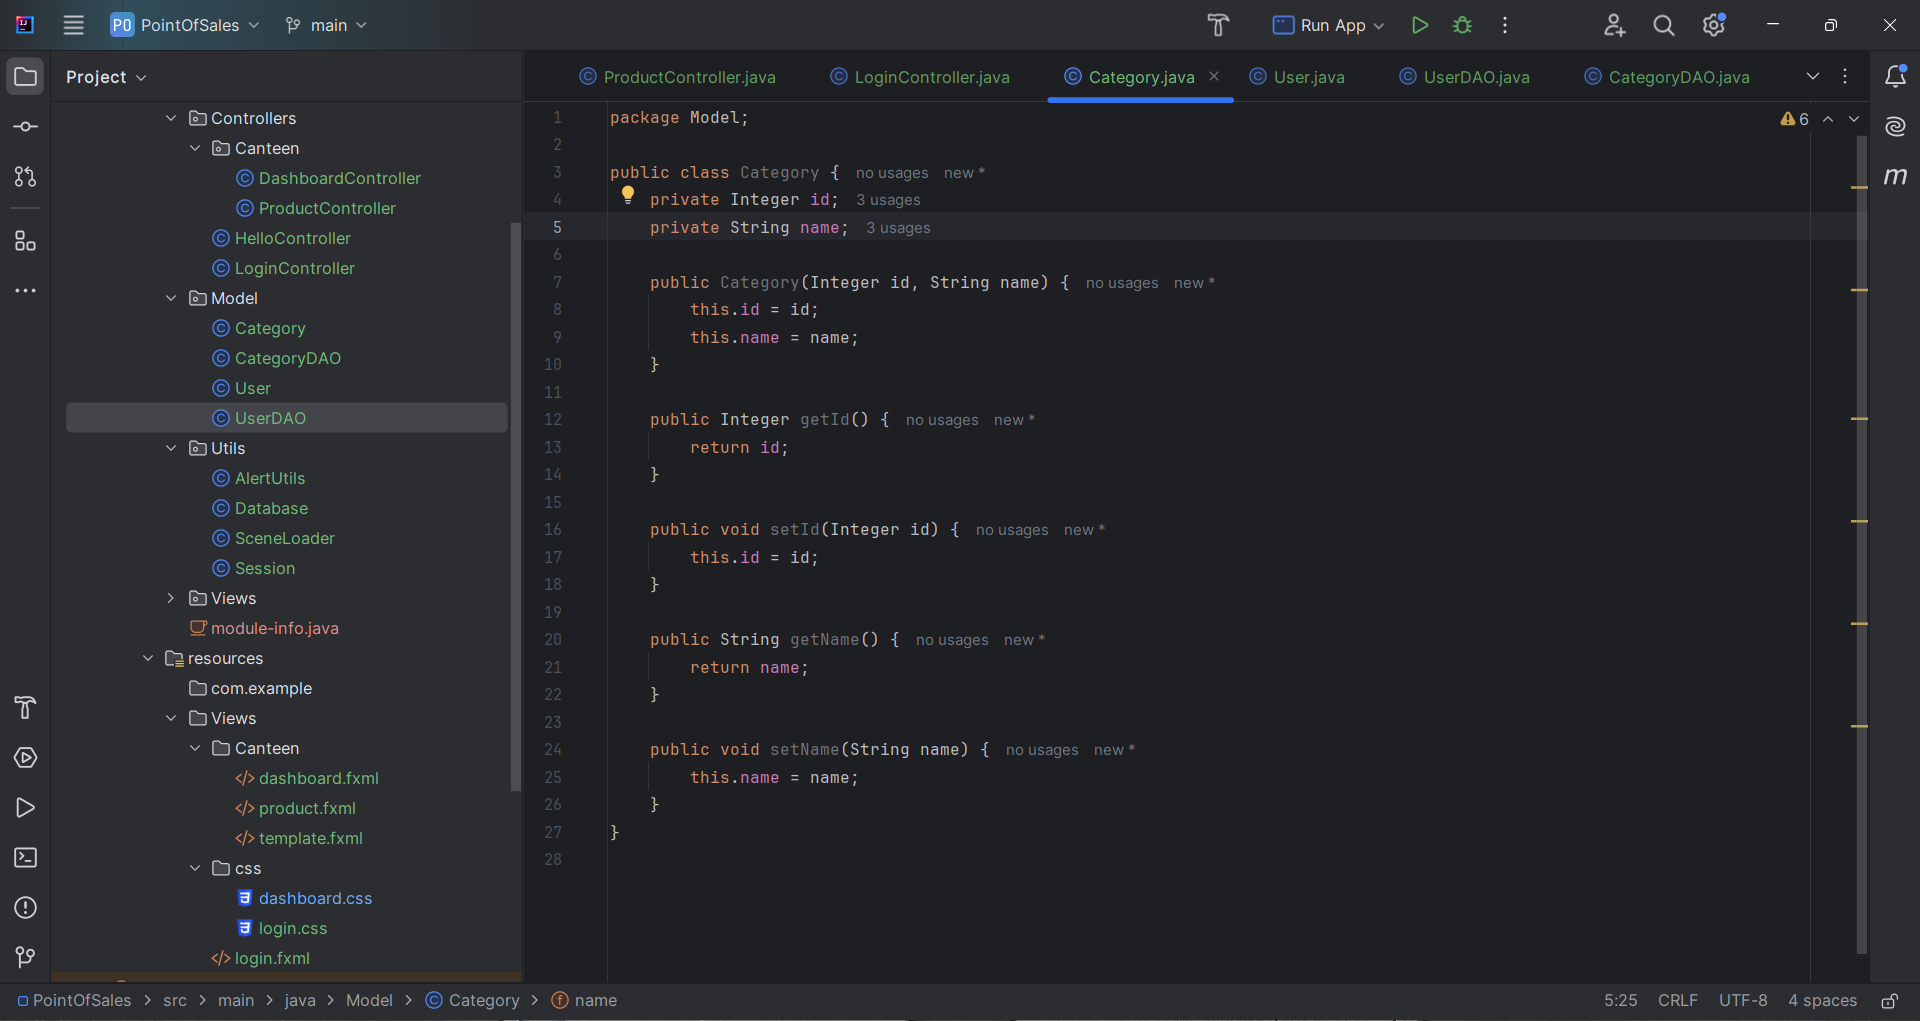 PO PointOfSales main Run App
Project
Controllers
Canteen
DashboardController
ProductController
HelloController
LoginController
Model
Category
CategoryDAO
User
UserDAO
Utils
AlertUtils
Database
SceneLoader
Session
Views
module-info.java
resources
com.example
Views
Canteen
dashboard.fxml
product.fxml
template.fxml
css
dashboard.css
login.css
login.fxml
ProductController.java LoginController.java Category.java User.java UserDAO.java CategoryDAO.java
6
1 package Model;
2
3 public class Category { no usages new *
4 private Integer id; 3 usages
5 private String name; 3 usages
6
7 public Category(Integer id, String name) { no usages new *
8 this.id = id;
9 this.name = name;
10 }
11
12 public Integer getId() { no usages new *
13 return id;
14 }
15
16 public void setId(Integer id) { no usages new *
17 this.id = id;
18 }
19
20 public String getName() { no usages new *
21 return name;
22 }
23
24 public void setName(String name) { no usages new *
25 this.name = name;
26 }
27 }
28
PointOfSales > src > main > java > Model > Category > name
5:25 CRLF UTF-8 4 spaces